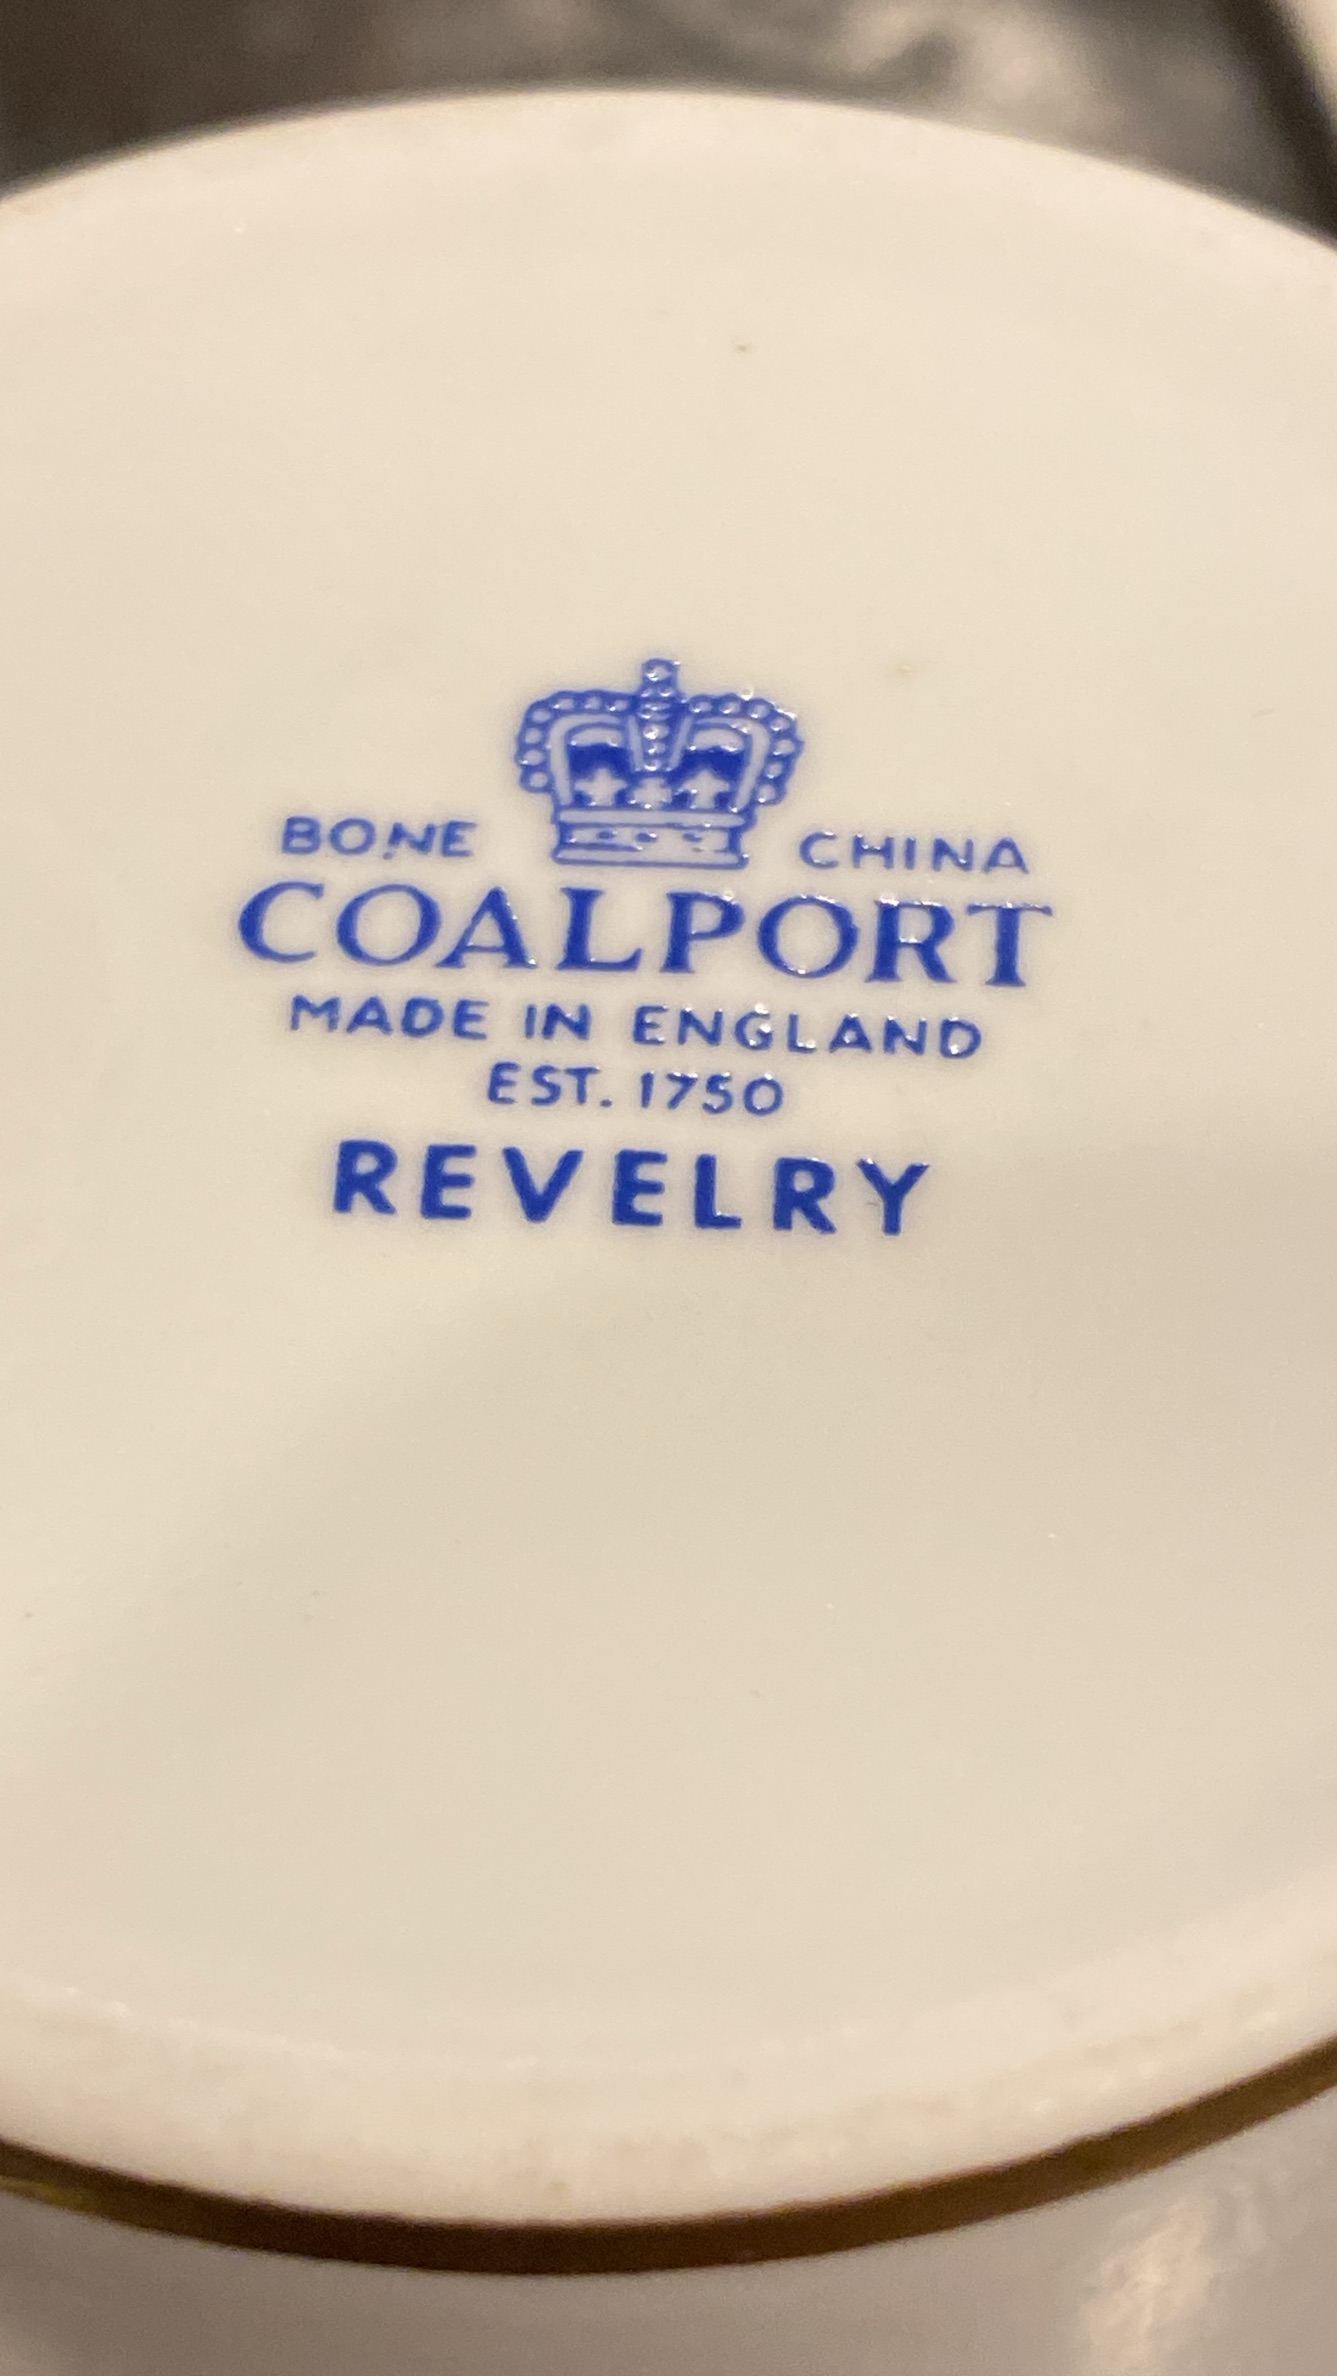 BONE CHINA
COALPORT
MADE IN ENGLAND
EST. 1750
REVELRY